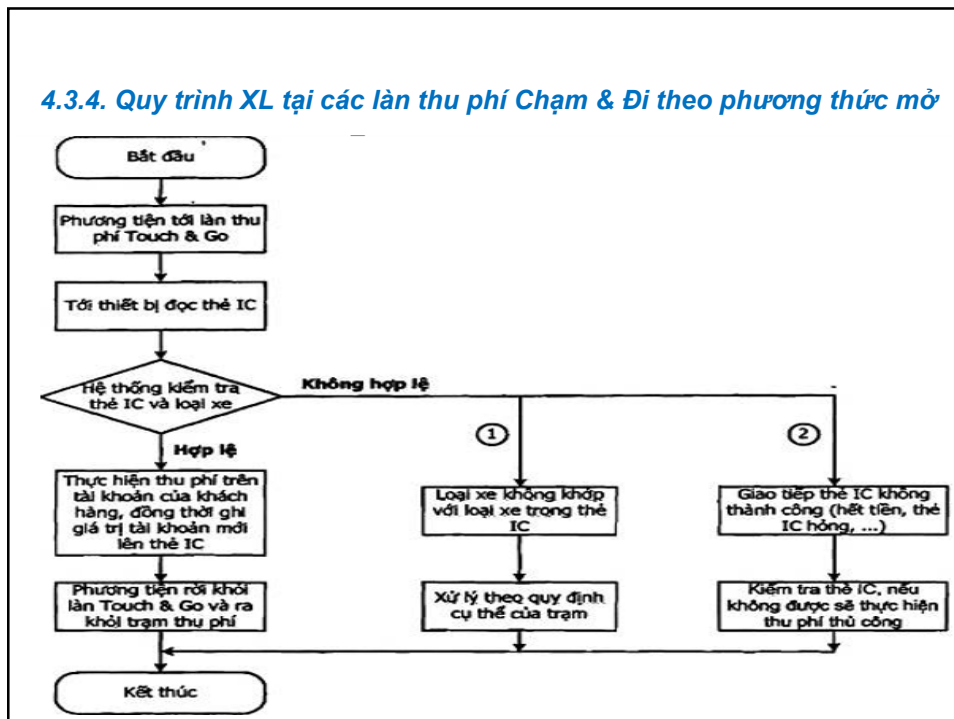 4.3.4. Quy trình XL tại các làn thu phí Chạm & Đi theo phương thức mở
Bắt đầu
Phương tiện tới làn thu
phí Touch & Go
Tới thiết bị đọc thẻ IC
Hệ thống kiểm tra
thẻ IC và loại xe
Không hợp lệ
Hợp lệ
1
2
Thực hiện thu phí trên
tài khoản của khách
hàng, đồng thời ghi
giá trị tài khoản mới
lên thẻ IC
Loại xe không khớp
với loại xe trong thẻ
IC
Giao tiếp thẻ IC không
thành công (hết tiền, thẻ
IC hỏng, ...)
Phương tiện rời khỏi
làn Touch & Go và ra
khỏi trạm thu phí
Xử lý theo quy định
cụ thể của trạm
Kiểm tra thẻ IC, nếu
không được sẽ thực hiện
thu phí thủ công
Kết thúc